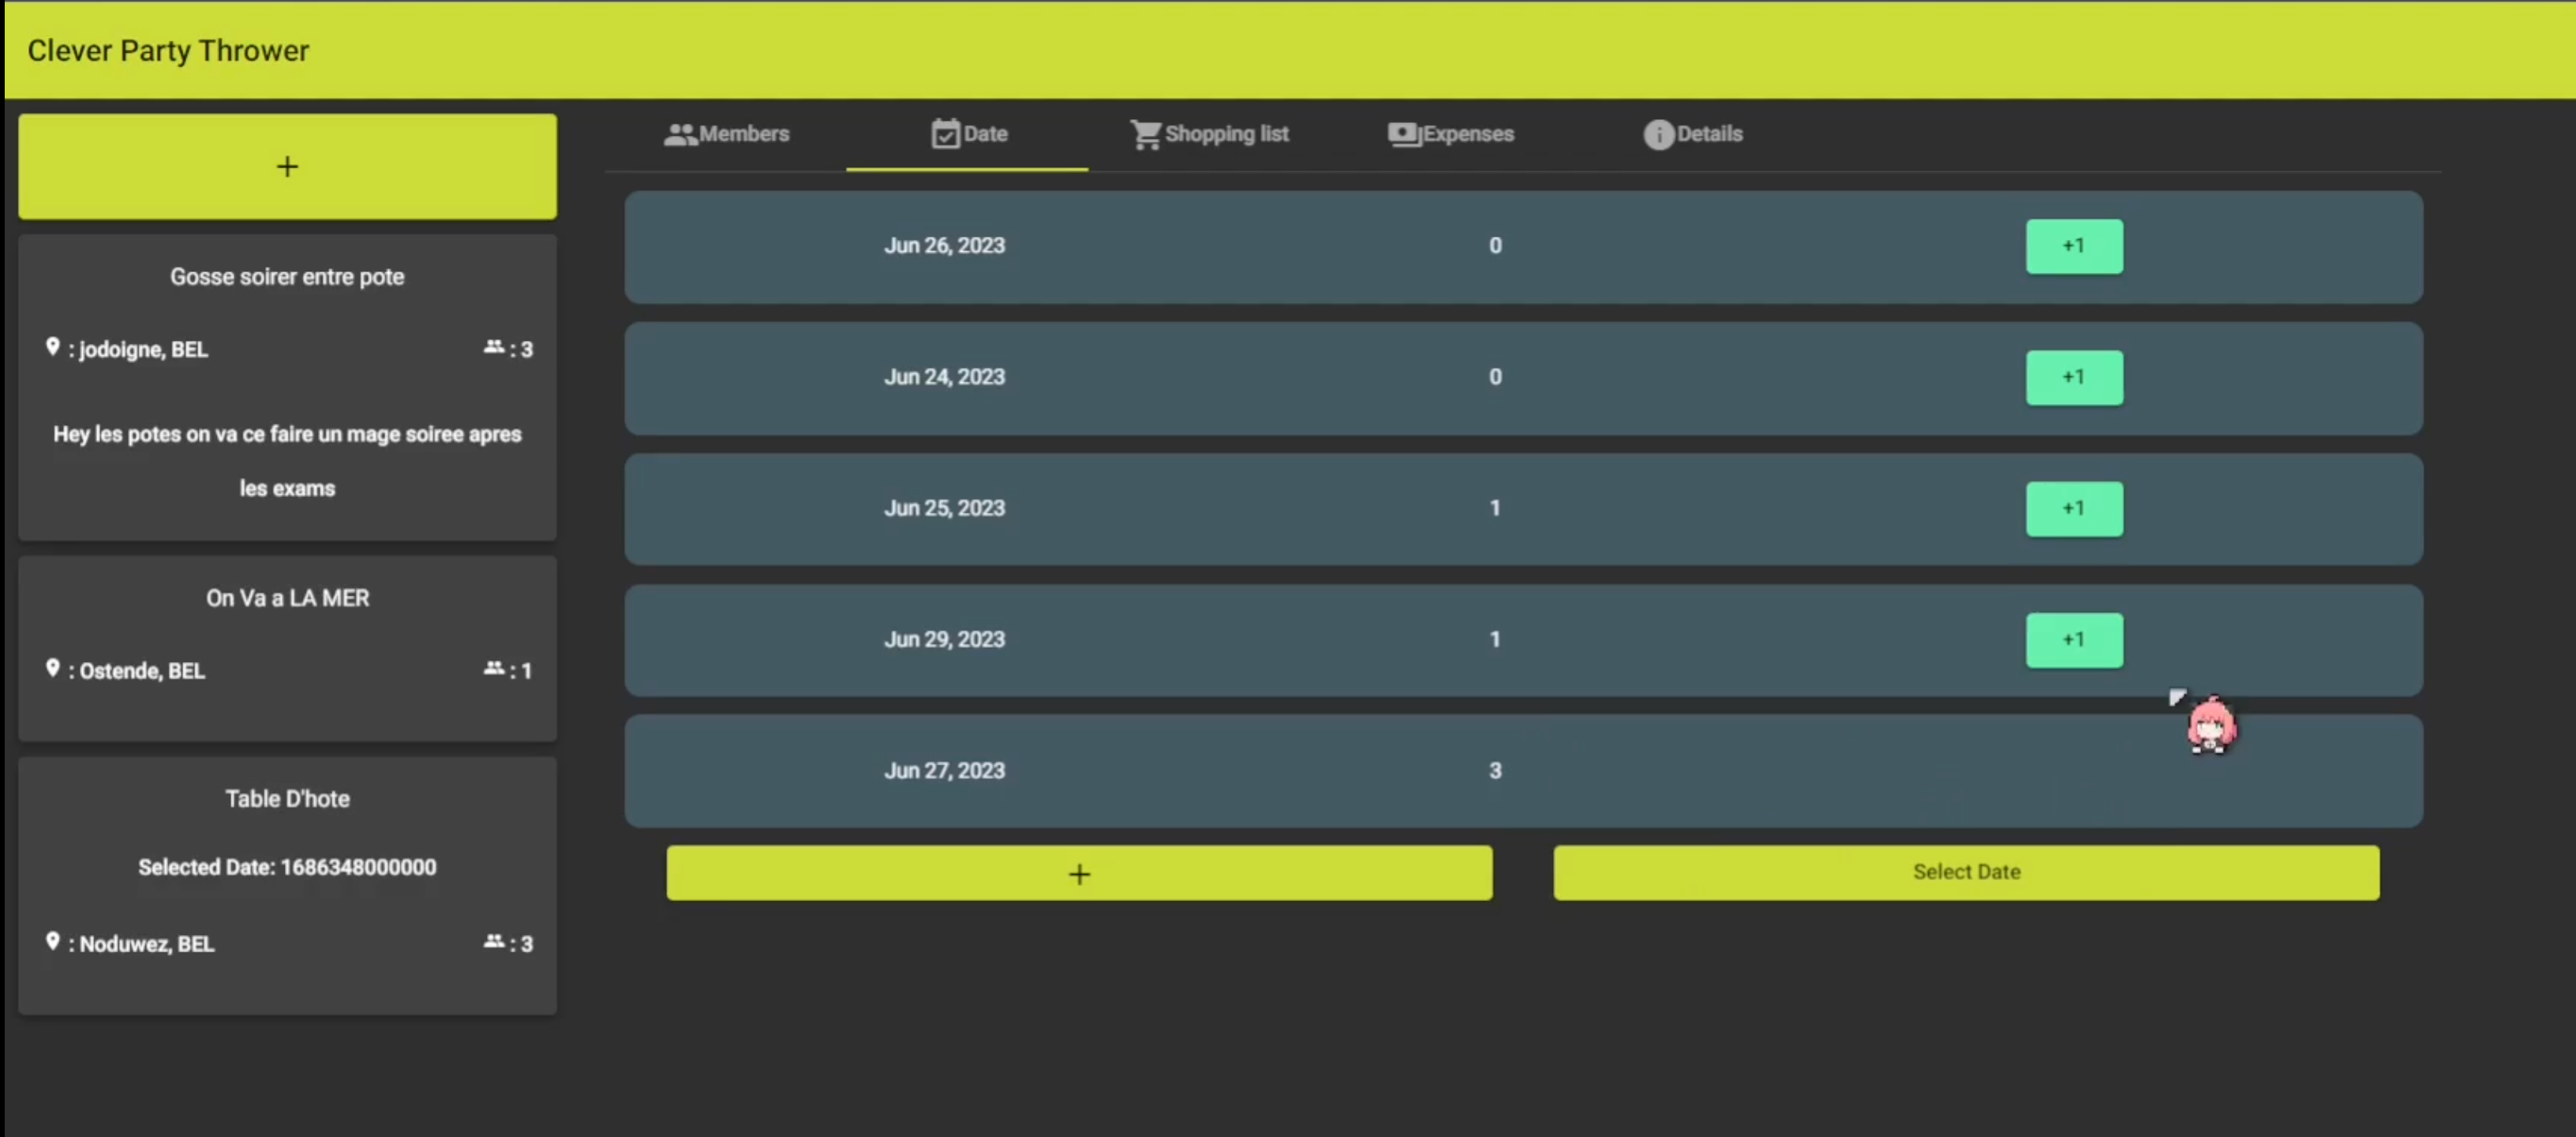 Clever Party Thrower
+
Gosse soirer entre pote
: jodoigne, BEL
: 3
Hey les potes on va ce faire un mage soiree apres
les exams
On Va a LA MER
: Ostende, BEL
: 1
Table D'hote
Selected Date: 1686348000000
: Noduwez, BEL
: 3
Members Date Shopping list Expenses Details
Jun 26, 2023 0 +1
Jun 24, 2023 0 +1
Jun 25, 2023 1 +1
Jun 29, 2023 1 +1
Jun 27, 2023 3
+ Select Date